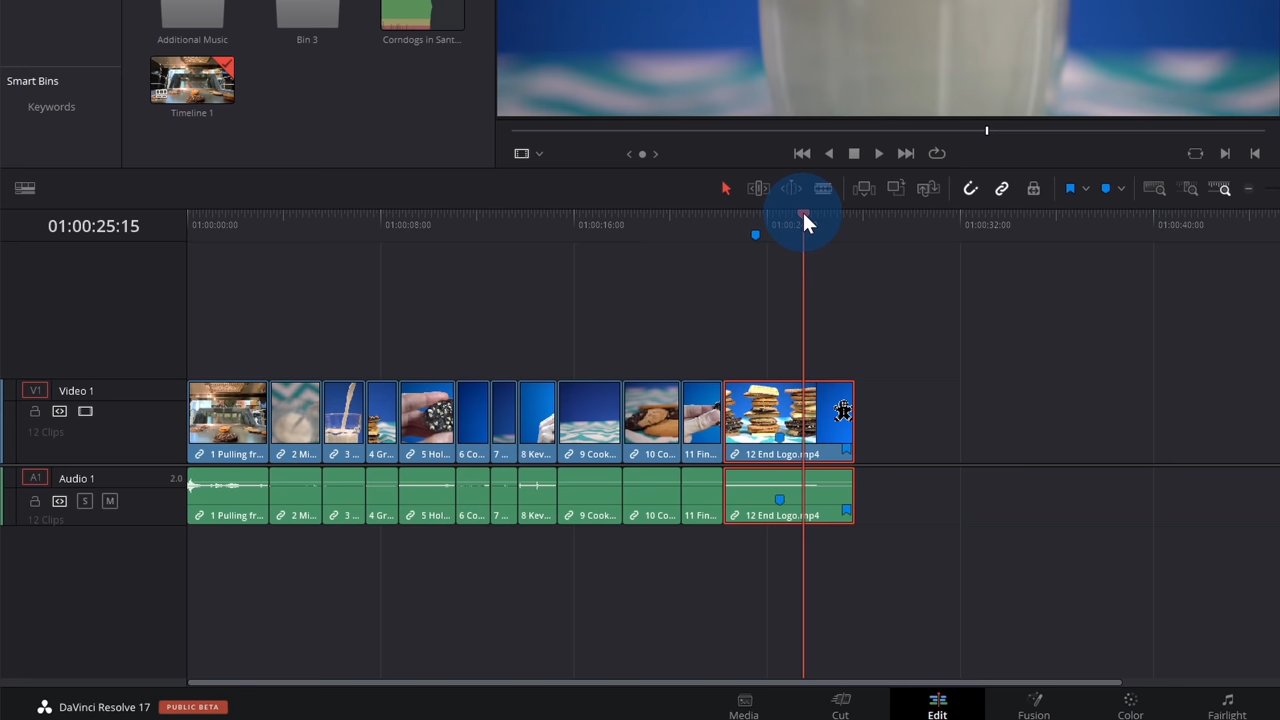 Additional Music
Bin 3
Corndogs in Sant...
Smart Bins
Keywords
Timeline 1
01:00:25:15
01:00:00:00
01:00:08:00
01:00:16:00
01:00:32:00
01:00:40:00
V1
Video 1
12 Clips
1 Pulling fr...
2 Mi...
3 ...
4 Gr...
5 Hol...
6 Co...
7 ...
8 Kev...
9 Cook...
10 Co...
11 Fin...
12 End Logo.mp4
A1
Audio 1
2.0
S
M
12 Clips
1 Pulling fr...
2 Mi...
3 ...
4 Gr...
5 Hol...
6 Co...
7 ...
8 Kev...
9 Cook...
10 Co...
11 Fin...
12 End Logo.mp4
DaVinci Resolve 17
PUBLIC BETA
Media
Cut
Edit
Fusion
Color
Fairlight